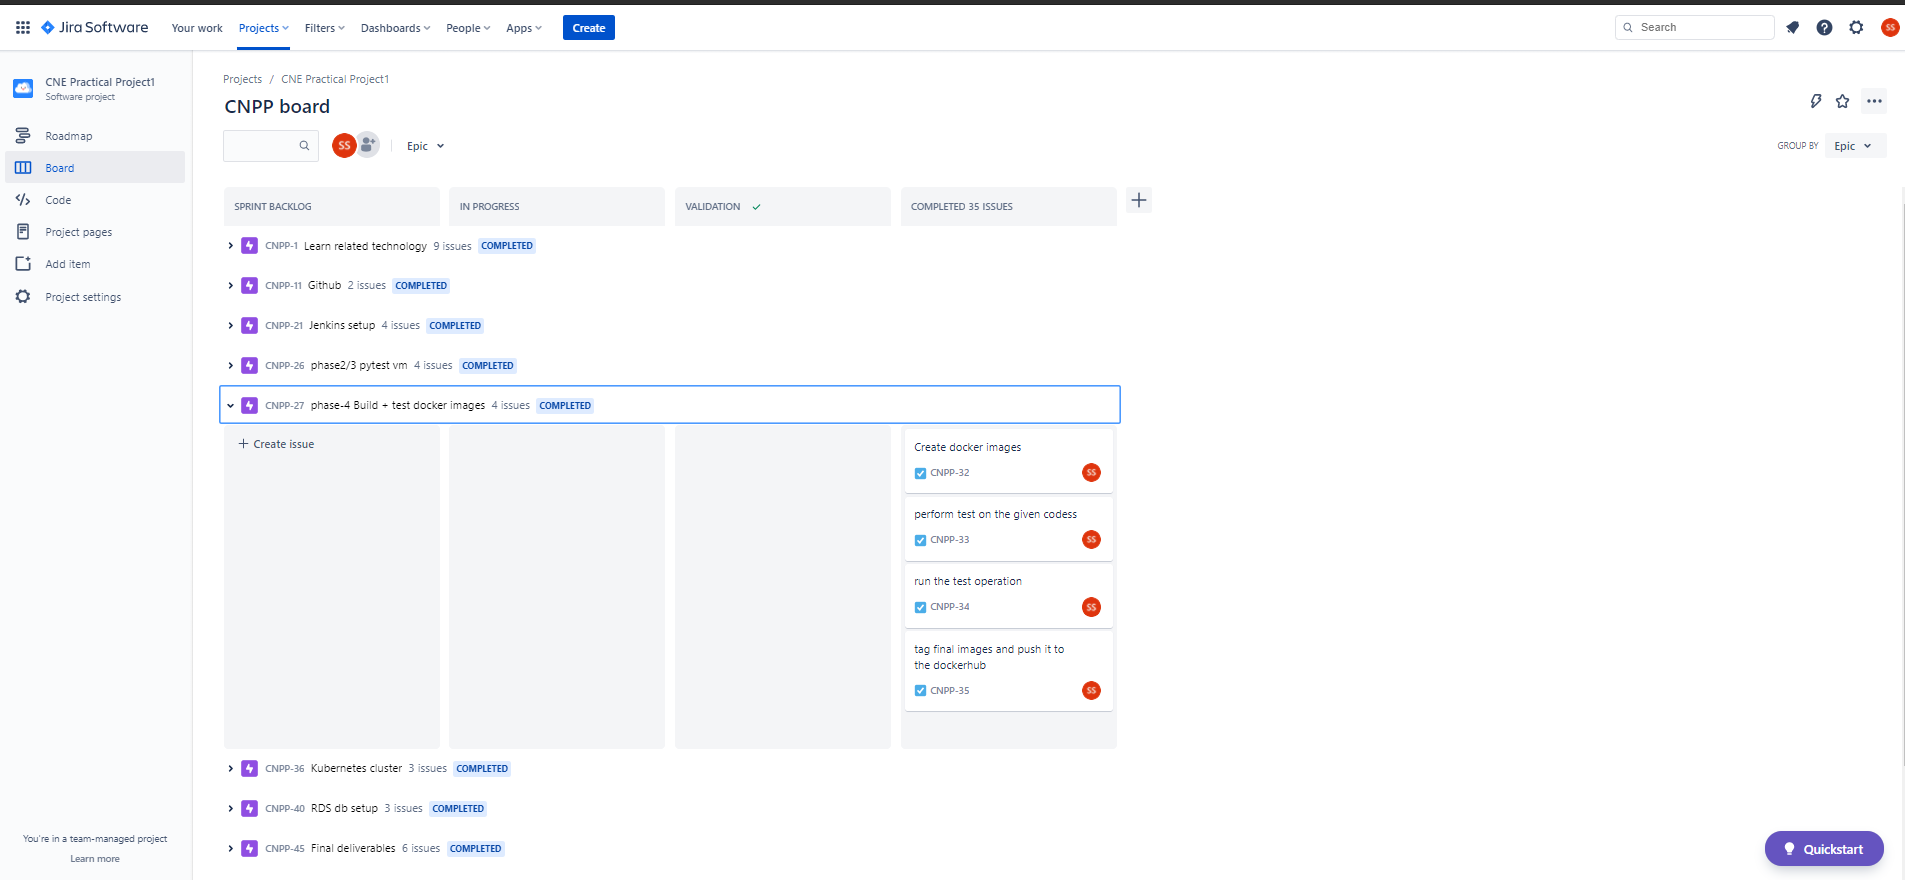 Jira Software Your work Projects Filters Dashboards People Apps Create Search SS
CNE Practical Project1
Software project
Roadmap
Board
Code
Project pages
Add item
Project settings
You're in a team-managed project
Learn more
Projects / CNE Practical Project1
CNPP board
SS Epic GROUP BY Epic
SPRINT BACKLOG IN PROGRESS VALIDATION COMPLETED 35 ISSUES
CNPP-1 Learn related technology 9 issues COMPLETED
CNPP-11 Github 2 issues COMPLETED
CNPP-21 Jenkins setup 4 issues COMPLETED
CNPP-26 phase2/3 pytest vm 4 issues COMPLETED
CNPP-27 phase-4 Build + test docker images 4 issues COMPLETED
+ Create issue
Create docker images
CNPP-32 SS
perform test on the given codess
CNPP-33 SS
run the test operation
CNPP-34 SS
tag final images and push it to
the dockerhub
CNPP-35 SS
CNPP-36 Kubernetes cluster 3 issues COMPLETED
CNPP-40 RDS db setup 3 issues COMPLETED
CNPP-45 Final deliverables 6 issues COMPLETED
Quickstart